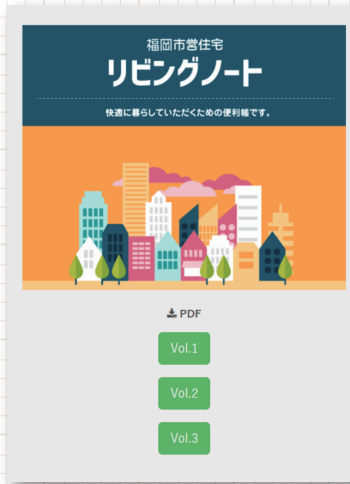 福岡市営住宅
リビングノート
快適に暮らしていただくための便利帳です。
PDF
Vol.1
Vol.2
Vol.3